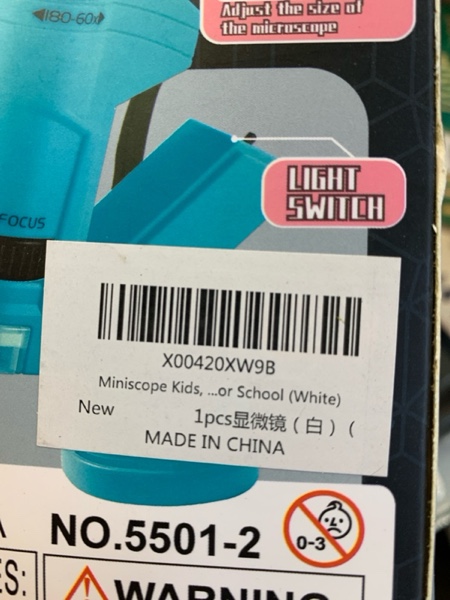 180-60x
Adjust the size of
the microscope
LIGHT
SWITCH
FOCUS
X00420XW9B
Miniscope Kids, ...or School (White)
New
1pcs显微镜（白）（
MADE IN CHINA
NO.5501-2
0-3
WARNING